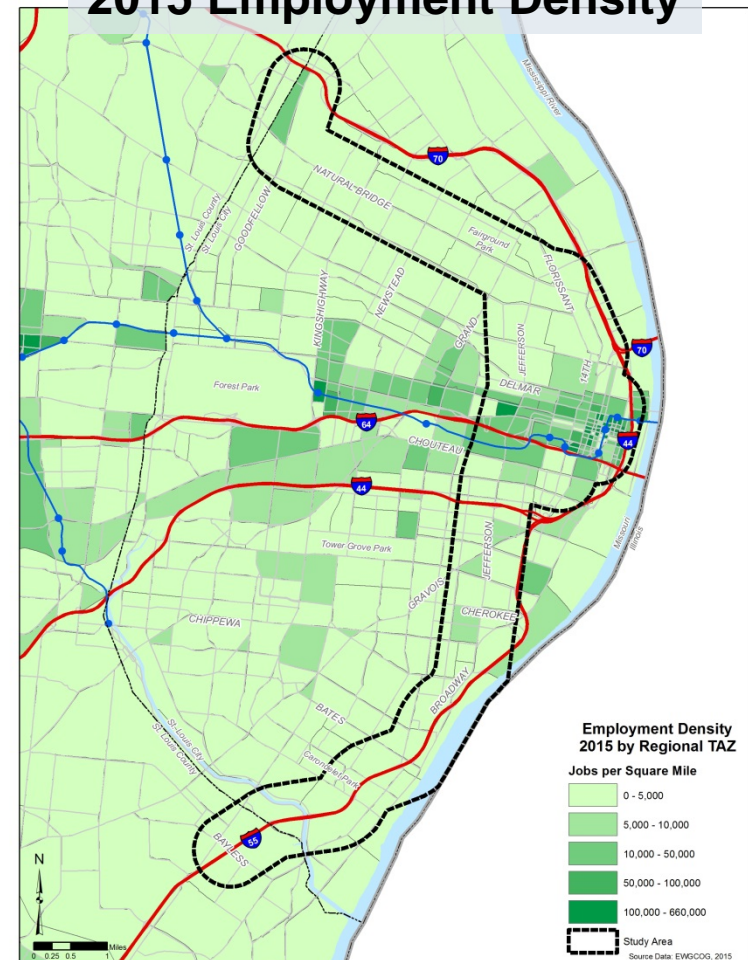 2015 Employment Density
Mississippi River
70
NATURAL BRIDGE
St. Louis County
St. Louis City
GOODFELLOW
Fairground
Park
FLORISSANT
KINGSHIGHWAY
NEWSTEAD
GRAND
JEFFERSON
14TH
70
DELMAR
Forest Park
64
CHOUTEAU
44
44
Missouri
Illinois
Tower Grove Park
JEFFERSON
GRAVOIS
CHEROKEE
CHIPPEWA
BROADWAY
BATES
St. Louis City
St. Louis County
Carondelet Park
55
BAYLESS
N
Miles
0 0.25 0.5 1
Employment Density
2015 by Regional TAZ
Jobs per Square Mile
0 - 5,000
5,000 - 10,000
10,000 - 50,000
50,000 - 100,000
100,000 - 660,000
Study Area
Source Data: EWGCOG, 2015